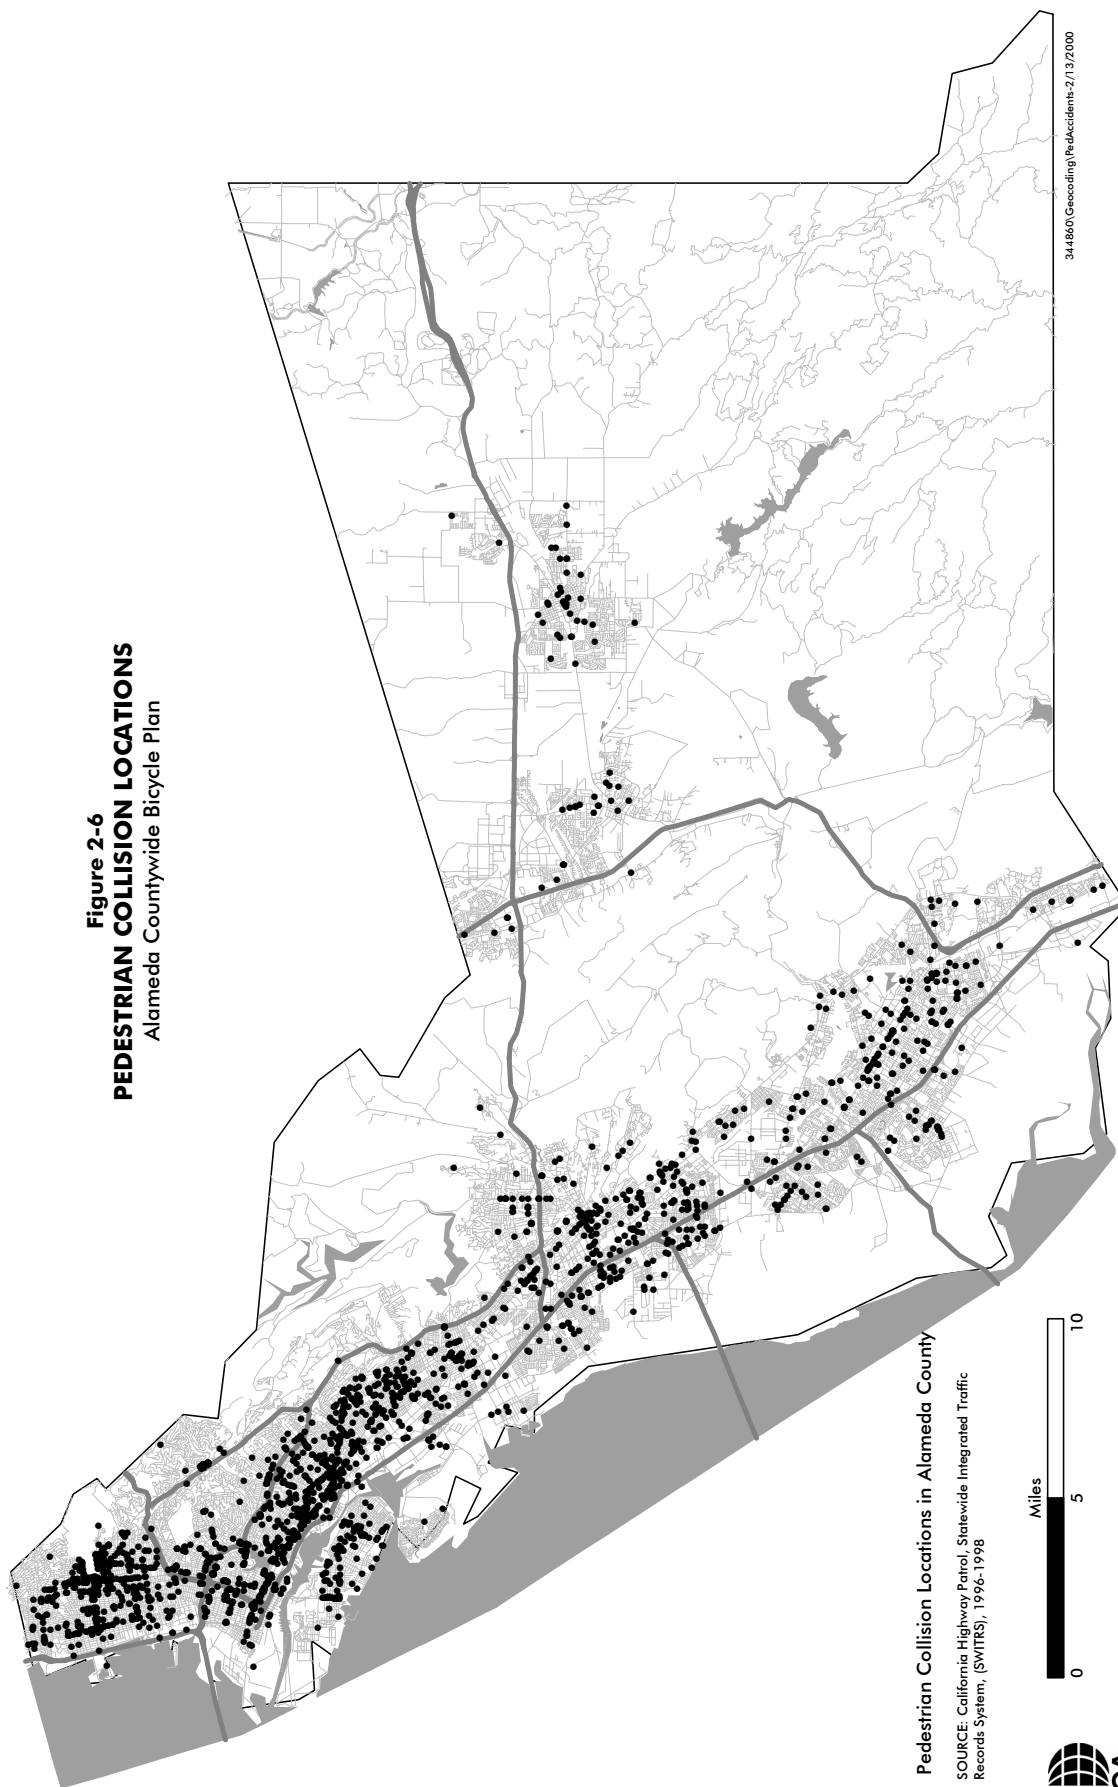 Figure 2-6
PEDESTRIAN COLLISION LOCATIONS
Alameda Countywide Bicycle Plan
344860\Geocoding\PedAccidents-2/13/2000
Pedestrian Collision Locations in Alameda County
SOURCE: California Highway Patrol, Statewide Integrated Traffic
Records System, (SWITRS), 1996-1998
Miles
0 5 10